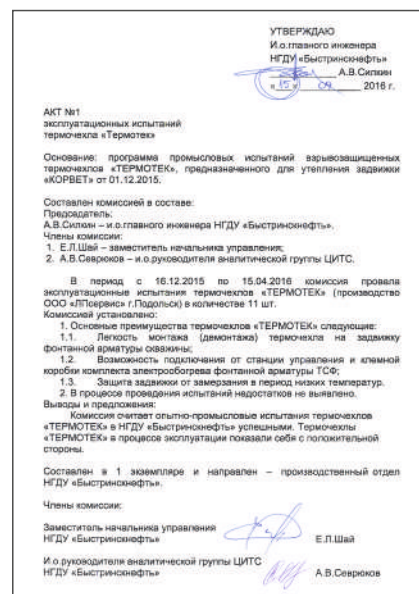 УТВЕРЖДАЮ
И.о.главного инженера
НГДУ «Быстринскнефть»
А.В.Силкин
« 15 » 04 2016 г.
АКТ №1
эксплуатационных испытаний
термочехла «Термотек»
Основание: программа промысловых испытаний взрывозащищенных
термочехлов «ТЕРМОТЕК», предназначенного для утепления задвижки
«КОРВЕТ» от 01.12.2015.
Составлен комиссией в составе:
Председатель:
А.В.Силкин – и.о.главного инженера НГДУ «Быстринскнефть».
Члены комиссии:
1. Е.Л.Шай – заместитель начальника управления;
2. А.В.Севрюков – и.о.руководителя аналитической группы ЦИТС.
В период с 16.12.2015 по 15.04.2016 комиссия провела
эксплуатационные испытания термочехлов «ТЕРМОТЕК» (производство
ООО «ЛПсервис» г.Подольск) в количестве 11 шт.
Комиссией установлено:
1. Основные преимущества термочехлов «ТЕРМОТЕК» следующие:
1.1. Легкость монтажа (демонтажа) термочехла на задвижку
фонтанной арматуры скважины;
1.2. Возможность подключения от станции управления и клемной
коробки комплекта электрообогрева фонтанной арматуры ТСФ;
1.3. Защита задвижки от замерзания в период низких температур.
2. В процессе проведения испытаний недостатков не выявлено.
Выводы и предложения:
Комиссия считает опытно-промысловые испытания термочехлов
«ТЕРМОТЕК» в НГДУ «Быстринскнефть» успешными. Термочехлы
«ТЕРМОТЕК» в процессе эксплуатации показали себя с положительной
стороны.
Составлен в 1 экземпляре и направлен – производственный отдел
НГДУ «Быстринскнефть».
Члены комиссии:
Заместитель начальника управления
НГДУ «Быстринскнефть» Е.Л.Шай
И.о.руководителя аналитической группы ЦИТС
НГДУ «Быстринскнефть» А.В.Севрюков